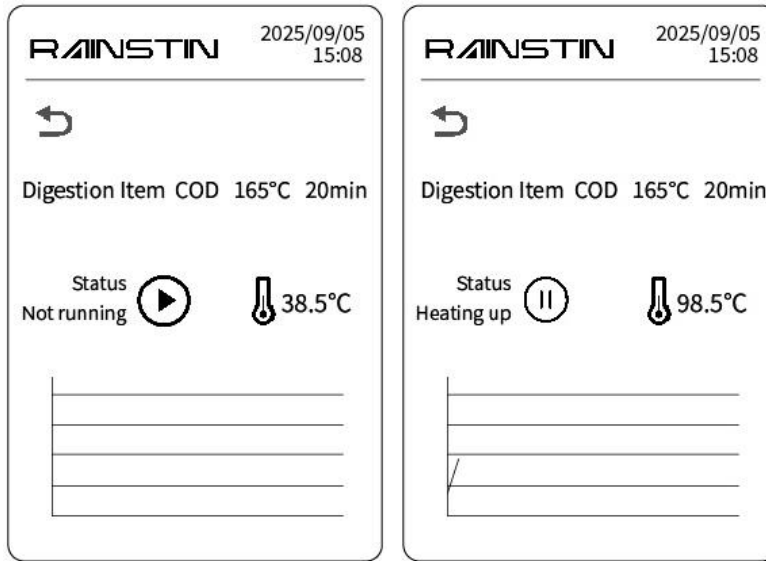 RAINSTIN
2025/09/05
15:08
Digestion Item COD 165°C 20min
Status
Not running
38.5°C
RAINSTIN
2025/09/05
15:08
Digestion Item COD 165°C 20min
Status
Heating up
98.5°C